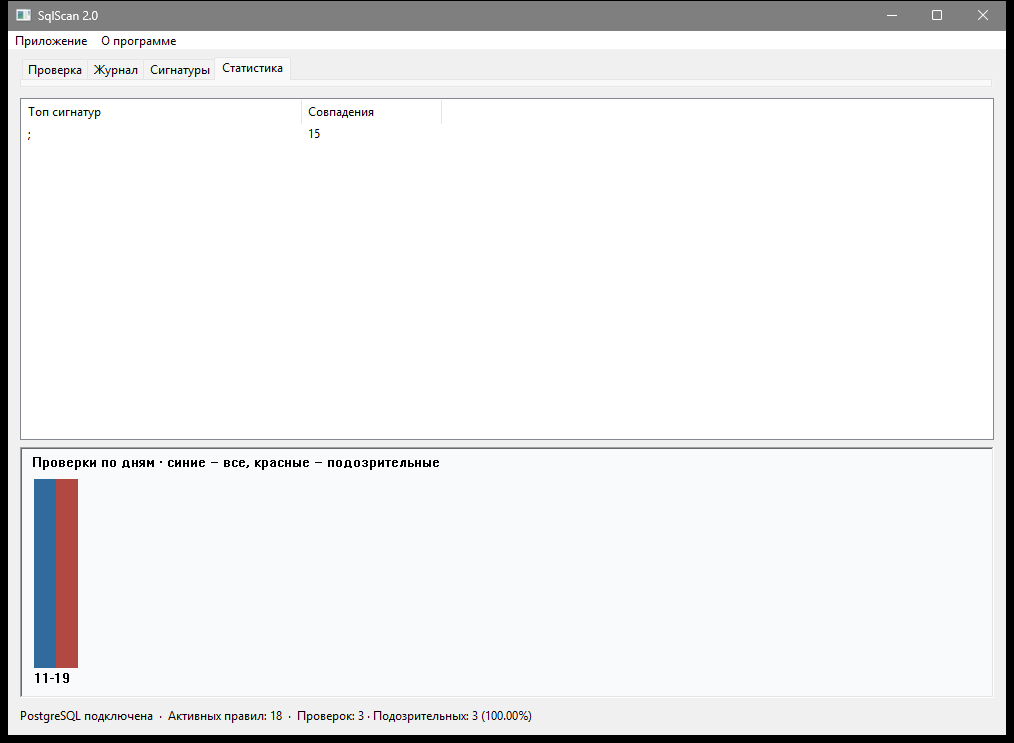 SqlScan 2.0
Приложение О программе
Проверка Журнал Сигнатуры Статистика
Топ сигнатур Совпадения
; 15
Проверки по дням · синие – все, красные – подозрительные
11-19
PostgreSQL подключена · Активных правил: 18 · Проверок: 3 · Подозрительных: 3 (100.00%)